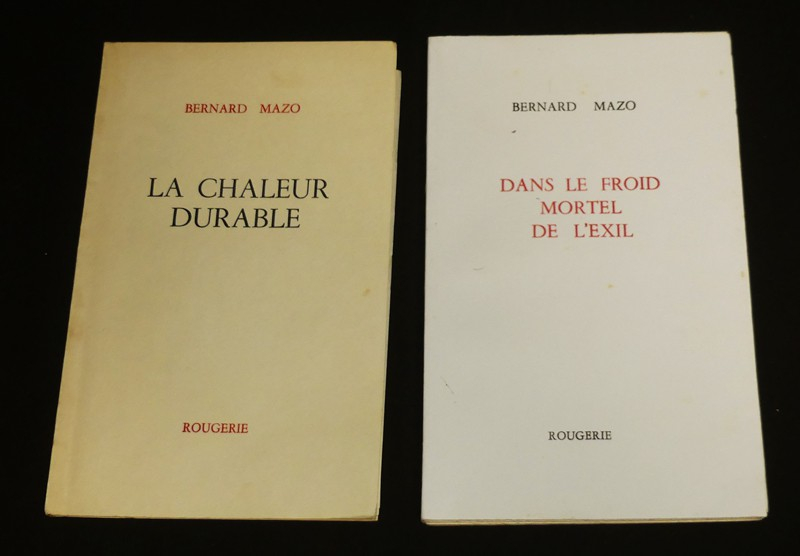 BERNARD MAZO
LA CHALEUR
DURABLE
ROUGERIE
BERNARD MAZO
DANS LE FROID
MORTEL
DE L'EXIL
ROUGERIE